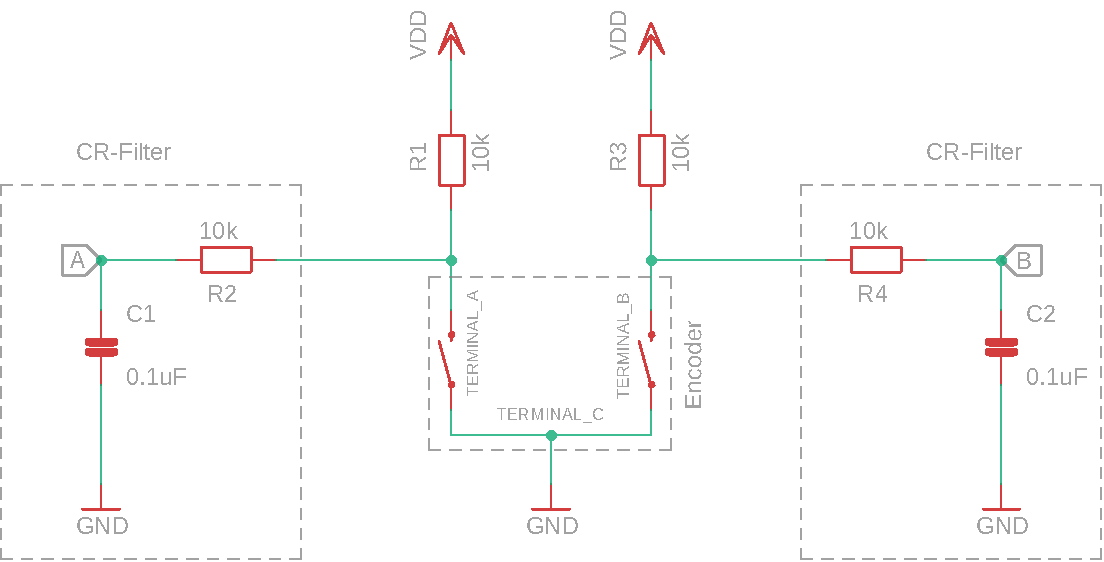 VDD
VDD
CR-Filter
R1
10k
R3
10k
CR-Filter
10k
10k
A
B
R2
R4
C1
TERMINAL_A
TERMINAL_B
Encoder
C2
0.1uF
0.1uF
TERMINAL_C
GND
GND
GND